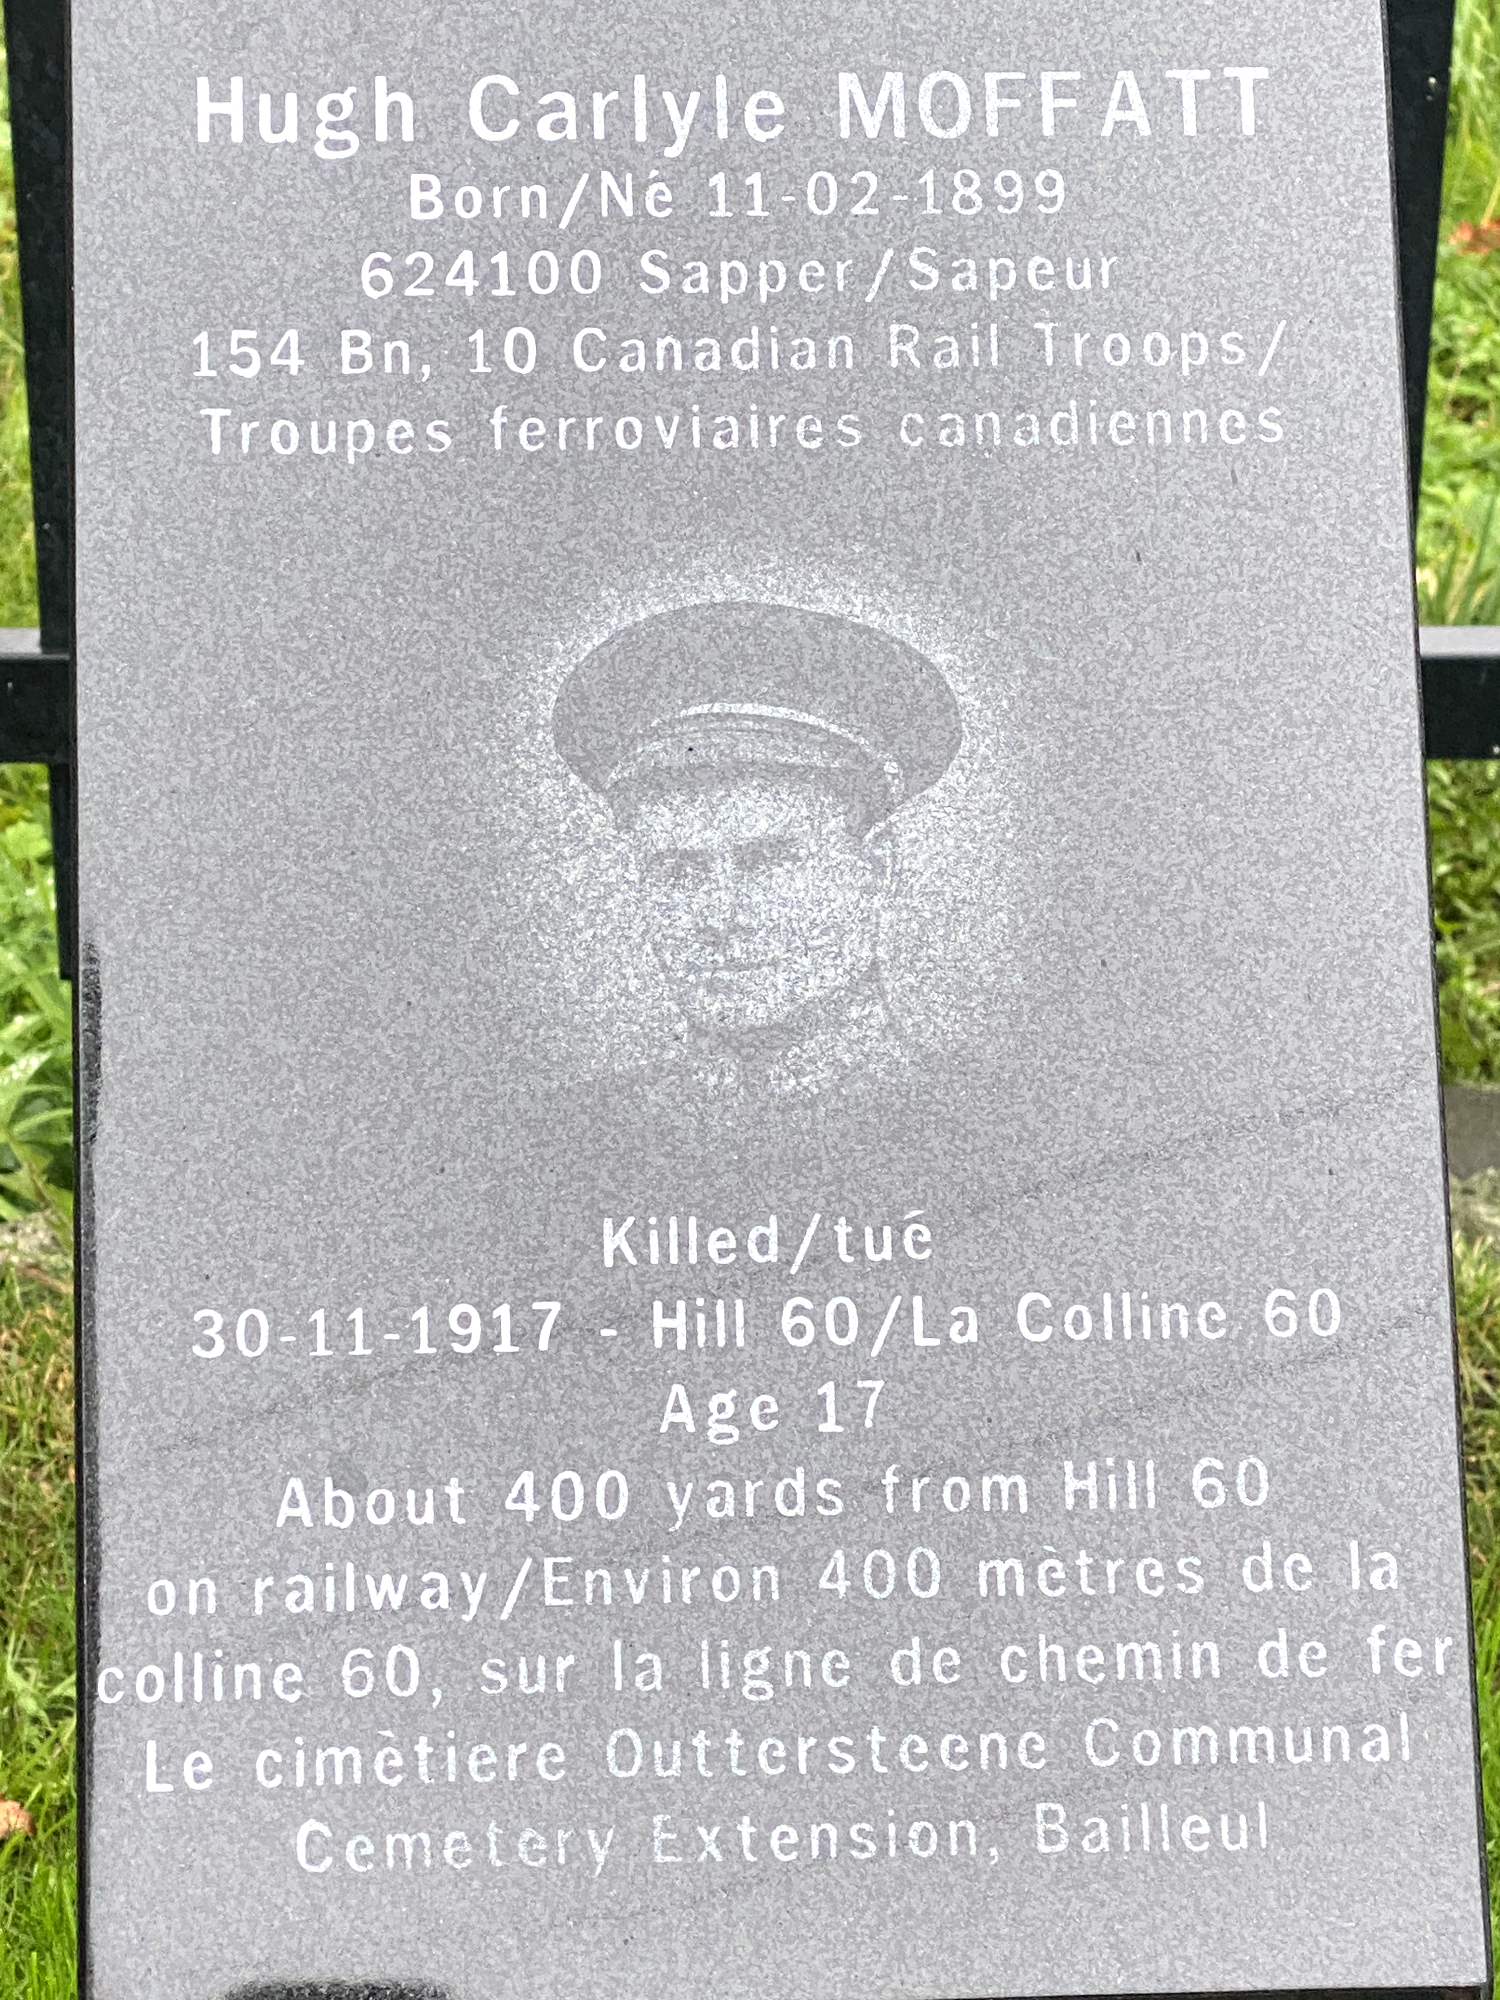 Hugh Carlyle MOFFATT
Born/Né 11-02-1899
624100 Sapper/Sapeur
154 Bn, 10 Canadian Rail Troops/
Troupes ferroviaires canadiennes
Killed/tué
30-11-1917 - Hill 60/La Colline 60
Age 17
About 400 yards from Hill 60
on railway/Environ 400 mètres de la
colline 60, sur la ligne de chemin de fer
Le cimètiere Outtersteene Communal
Cemetery Extension, Bailleul